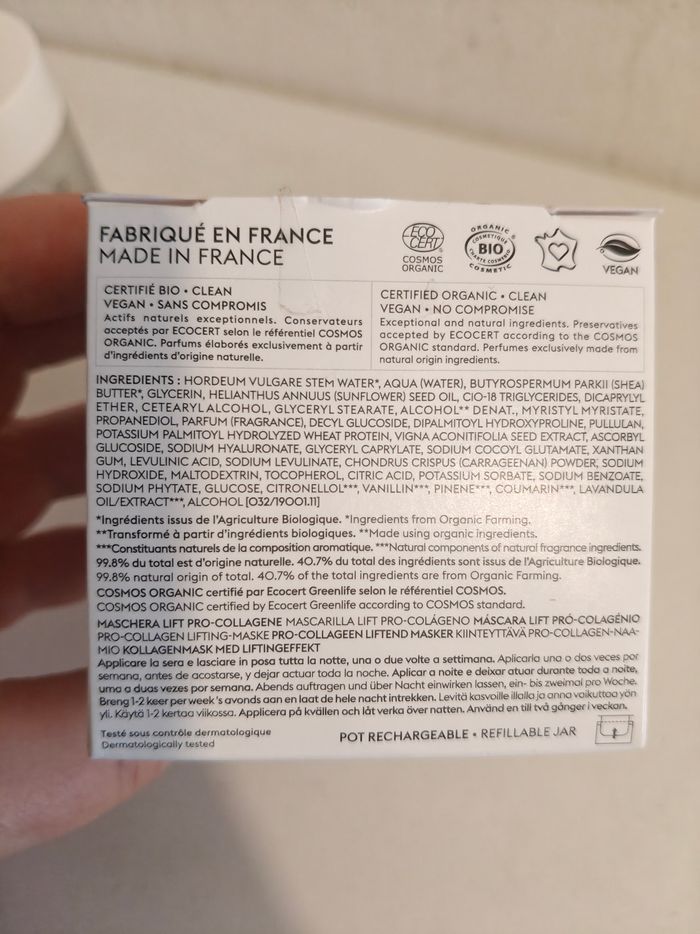 FABRIQUÉ EN FRANCE
MADE IN FRANCE
ECO
CERT
COSMOS
ORGANIC
ORGANIC
COSMÉTIQUE
BIO
CHARTE COSMEBIO
COSMETIC
VEGAN
CERTIFIÉ BIO • CLEAN
VEGAN • SANS COMPROMIS
Actifs naturels exceptionnels. Conservateurs
acceptés par ECOCERT selon le référentiel COSMOS
ORGANIC. Parfums élaborés exclusivement à partir
d'ingrédients d'origine naturelle.
CERTIFIED ORGANIC • CLEAN
VEGAN • NO COMPROMISE
Exceptional and natural ingredients. Preservatives
accepted by ECOCERT according to the COSMOS
ORGANIC standard. Perfumes exclusively made from
natural origin ingredients.
INGREDIENTS : HORDEUM VULGARE STEM WATER*, AQUA (WATER), BUTYROSPERMUM PARKII (SHEA)
BUTTER*, GLYCERIN, HELIANTHUS ANNUUS (SUNFLOWER) SEED OIL, C10-18 TRIGLYCERIDES, DICAPRYLYL
ETHER, CETEARYL ALCOHOL, GLYCERYL STEARATE, ALCOHOL** DENAT., MYRISTYL MYRISTATE,
PROPANEDIOL, PARFUM (FRAGRANCE), DECYL GLUCOSIDE, DIPALMITOYL HYDROXYPROLINE, PULLULAN,
POTASSIUM PALMITOYL HYDROLYZED WHEAT PROTEIN, VIGNA ACONITIFOLIA SEED EXTRACT, ASCORBYL
GLUCOSIDE, SODIUM HYALURONATE, GLYCERYL CAPRYLATE, SODIUM COCOYL GLUTAMATE, XANTHAN
GUM, LEVULINIC ACID, SODIUM LEVULINATE, CHONDRUS CRISPUS (CARRAGEENAN) POWDER, SODIUM
HYDROXIDE, MALTODEXTRIN, TOCOPHEROL, CITRIC ACID, POTASSIUM SORBATE, SODIUM BENZOATE,
SODIUM PHYTATE, GLUCOSE, CITRONELLOL***, VANILLIN***, PINENE***, COUMARIN***, LAVANDULA
OIL/EXTRACT***, ALCOHOL [O32/19O01.11]
*Ingrédients issus de l'Agriculture Biologique. *Ingredients from Organic Farming.
**Transformé à partir d'ingrédients biologiques. **Made using organic ingredients.
***Constituants naturels de la composition aromatique. ***Natural components of natural fragrance ingredients.
99.8% du total est d'origine naturelle. 40.7% du total des ingrédients sont issus de l'Agriculture Biologique.
99.8% natural origin of total. 40.7% of the total ingredients are from Organic Farming.
COSMOS ORGANIC certifié par Ecocert Greenlife selon le référentiel COSMOS.
COSMOS ORGANIC certified by Ecocert Greenlife according to COSMOS standard.
MASCHERA LIFT PRO-COLLAGENE MASCARILLA LIFT PRO-COLÁGENO MÁSCARA LIFT PRÓ-COLAGÉNIO
PRO-COLLAGEN LIFTING-MASKE PRO-COLLAGEEN LIFTEND MASKER KIINTEYTTÄVÄ PRO-COLLAGEN-NAA-
MIO KOLLAGENMASK MED LIFTINGEFFEKT
Applicare la sera e lasciare in posa tutta la notte, una o due volte a settimana. Aplicarla una o dos veces por
semana, antes de acostarse, y dejar actuar toda la noche. Aplicar a noite e deixar atuar durante toda a noite,
uma a duas vezes por semana. Abends auftragen und über Nacht einwirken lassen, ein- bis zweimal pro Woche.
Breng 1-2 keer per week 's avonds aan en laat de hele nacht intrekken. Levitä kasvoille illalla ja anna vaikuttaa yön
yli. Käytä 1-2 kertaa viikossa. Applicera på kvällen och låt verka över natten. Använd en till två gånger i veckan.
Testé sous contrôle dermatologique
Dermatologically tested
POT RECHARGEABLE • REFILLABLE JAR